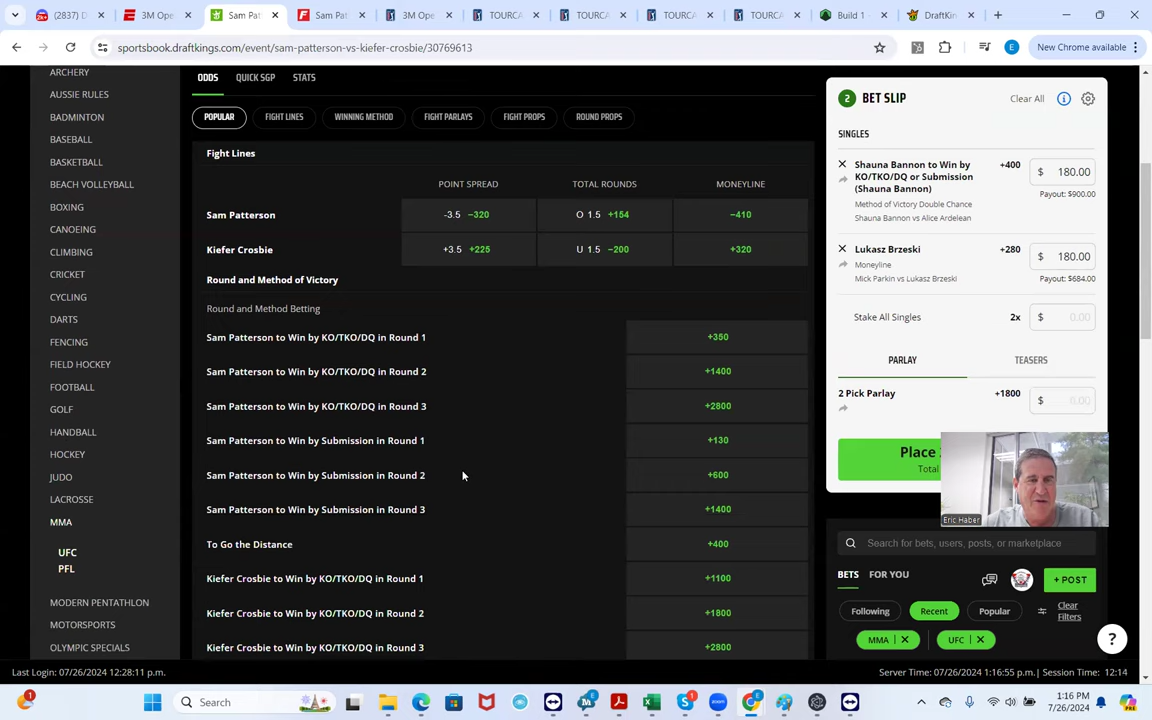 (2837) D
3M Ope
Sam Pat
Sam Pat
3M Ope
TOURCA
TOURCA
TOURCA
TOURCA
Build 1 -
DraftKin
sportsbook.draftkings.com/event/sam-patterson-vs-kiefer-crosbie/30769613
E
New Chrome available
ARCHERY
AUSSIE RULES
BADMINTON
BASEBALL
BASKETBALL
BEACH VOLLEYBALL
BOXING
CANOEING
CLIMBING
CRICKET
CYCLING
DARTS
FENCING
FIELD HOCKEY
FOOTBALL
GOLF
HANDBALL
HOCKEY
JUDO
LACROSSE
MMA
UFC
PFL
MODERN PENTATHLON
MOTORSPORTS
OLYMPIC SPECIALS
ODDS QUICK SGP STATS
POPULAR FIGHT LINES WINNING METHOD FIGHT PARLAYS FIGHT PROPS ROUND PROPS
Fight Lines
POINT SPREAD TOTAL ROUNDS MONEYLINE
Sam Patterson -3.5 −320 O 1.5 +154 −410
Kiefer Crosbie +3.5 +225 U 1.5 −200 +320
Round and Method of Victory
Round and Method Betting
Sam Patterson to Win by KO/TKO/DQ in Round 1 +350
Sam Patterson to Win by KO/TKO/DQ in Round 2 +1400
Sam Patterson to Win by KO/TKO/DQ in Round 3 +2800
Sam Patterson to Win by Submission in Round 1 +130
Sam Patterson to Win by Submission in Round 2 +600
Sam Patterson to Win by Submission in Round 3 +1400
To Go the Distance +400
Kiefer Crosbie to Win by KO/TKO/DQ in Round 1 +1100
Kiefer Crosbie to Win by KO/TKO/DQ in Round 2 +1800
Kiefer Crosbie to Win by KO/TKO/DQ in Round 3 +2800
2 BET SLIP Clear All
SINGLES
Shauna Bannon to Win by +400 $ 180.00
KO/TKO/DQ or Submission
(Shauna Bannon) Payout: $900.00
Method of Victory Double Chance
Shauna Bannon vs Alice Ardelean
Lukasz Brzeski +280 $ 180.00
Moneyline
Mick Parkin vs Lukasz Brzeski Payout: $684.00
Stake All Singles 2x $ 0.00
PARLAY TEASERS
2 Pick Parlay +1800 $ 0.00
Place
Total
Eric Haber
Search for bets, users, posts, or marketplace
BETS FOR YOU + POST
Following Recent Popular Clear
Filters
MMA UFC
?
Last Login: 07/26/2024 12:28:11 p.m. Server Time: 07/26/2024 1:16:55 p.m. Session Time: 12:14
1 Search 1:16 PM
7/26/2024